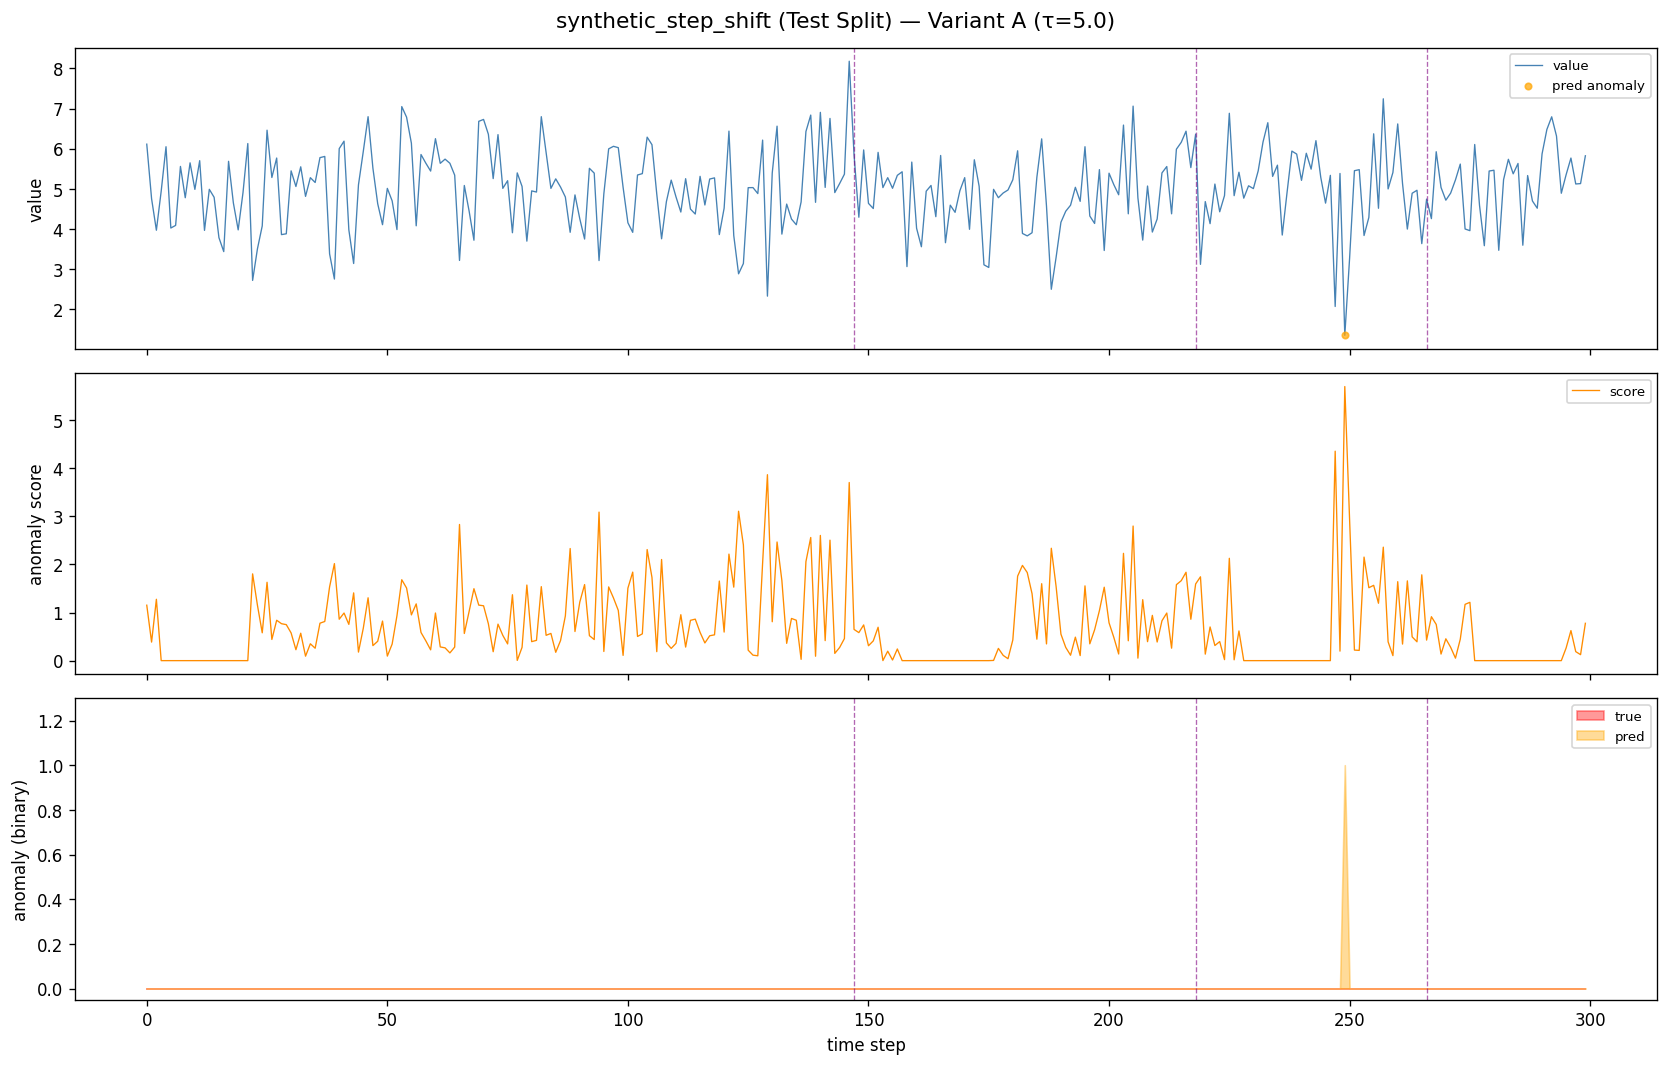 synthetic_step_shift (Test Split) — Variant A (τ=5.0)
value
pred anomaly
8
7
6
5
4
3
2
value
score
5
4
3
2
1
0
anomaly score
true
pred
1.2
1.0
0.8
0.6
0.4
0.2
0.0
anomaly (binary)
0 50 100 150 200 250 300
time step